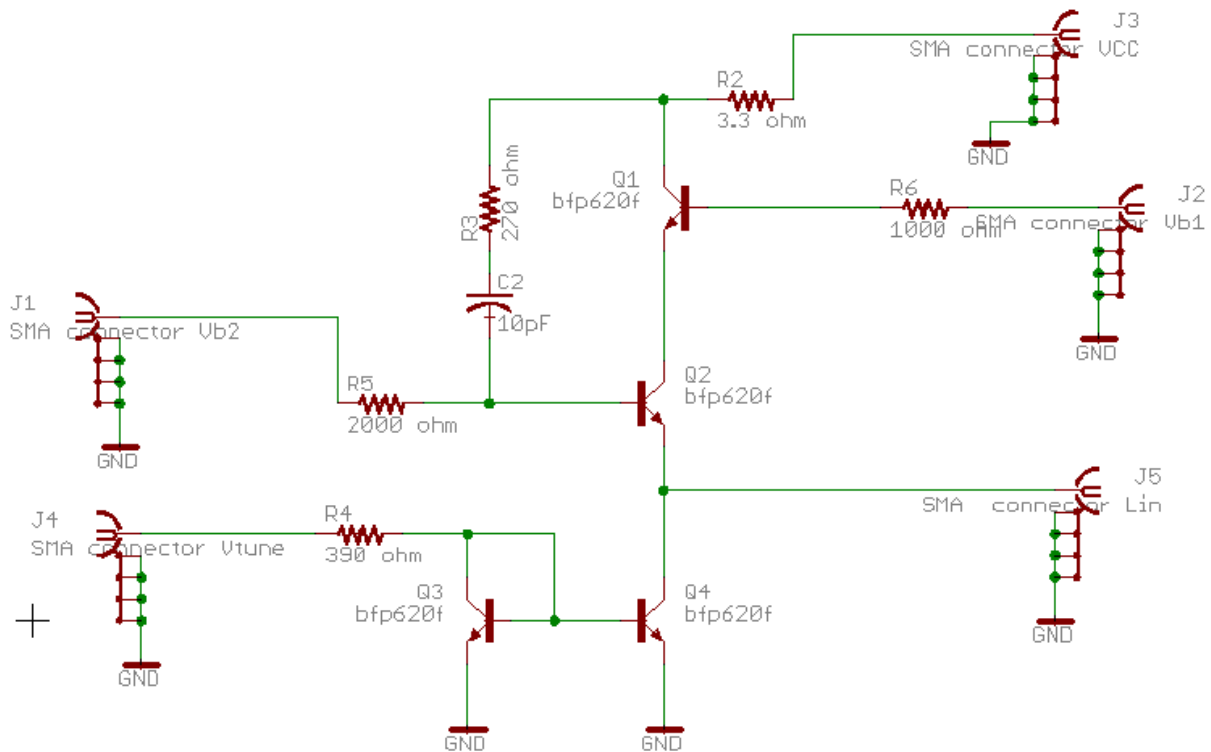 J3
SMA connector VCC
R2
3.3 ohm
GND
Q1
bfp620f
R3
270 ohm
R6
1000 ohm
J2
SMA connector Vb1
GND
C2
10pF
J1
SMA connector Vb2
GND
R5
2000 ohm
Q2
bfp620f
J5
SMA connector Lin
GND
J4
SMA connector Vtune
GND
R4
390 ohm
Q3
bfp620f
Q4
bfp620f
GND
GND